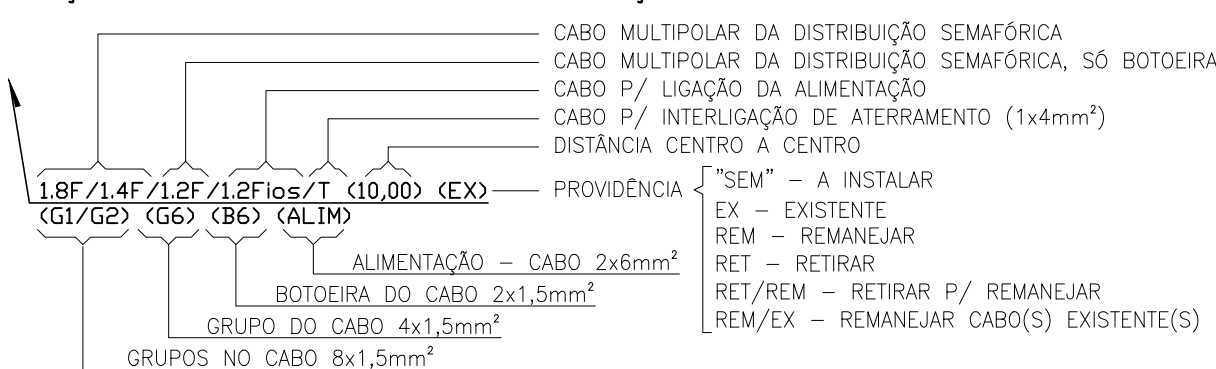 CABO MULTIPOLAR DA DISTRIBUIÇÃO SEMAFÓRICA
CABO MULTIPOLAR DA DISTRIBUIÇÃO SEMAFÓRICA, SÓ BOTOEIRA
CABO P/ LIGAÇÃO DA ALIMENTAÇÃO
CABO P/ INTERLIGAÇÃO DE ATERRAMENTO (1x4mm²)
DISTÂNCIA CENTRO A CENTRO
1.8F/1.4F/1.2F/1.2Fios/T (10,00) (EX)
(G1/G2) (G6) (B6) (ALIM)
PROVIDÊNCIA
"SEM" – A INSTALAR
EX – EXISTENTE
REM – REMANEJAR
RET – RETIRAR
RET/REM – RETIRAR P/ REMANEJAR
REM/EX – REMANEJAR CABO(S) EXISTENTE(S)
ALIMENTAÇÃO – CABO 2x6mm²
BOTOEIRA DO CABO 2x1,5mm²
GRUPO DO CABO 4x1,5mm²
GRUPOS NO CABO 8x1,5mm²